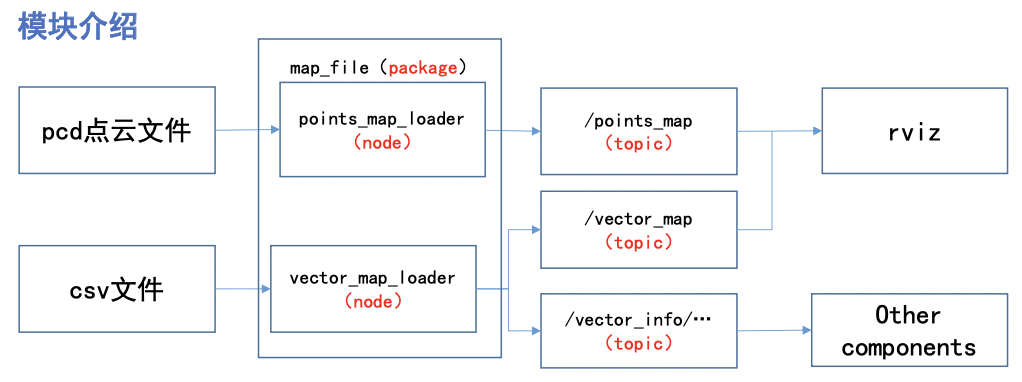 模块介绍
map_file（package）
pcd点云文件
points_map_loader
（node）
/points_map
（topic）
rviz
/vector_map
（topic）
csv文件
vector_map_loader
（node）
/vector_info/…
（topic）
Other
components